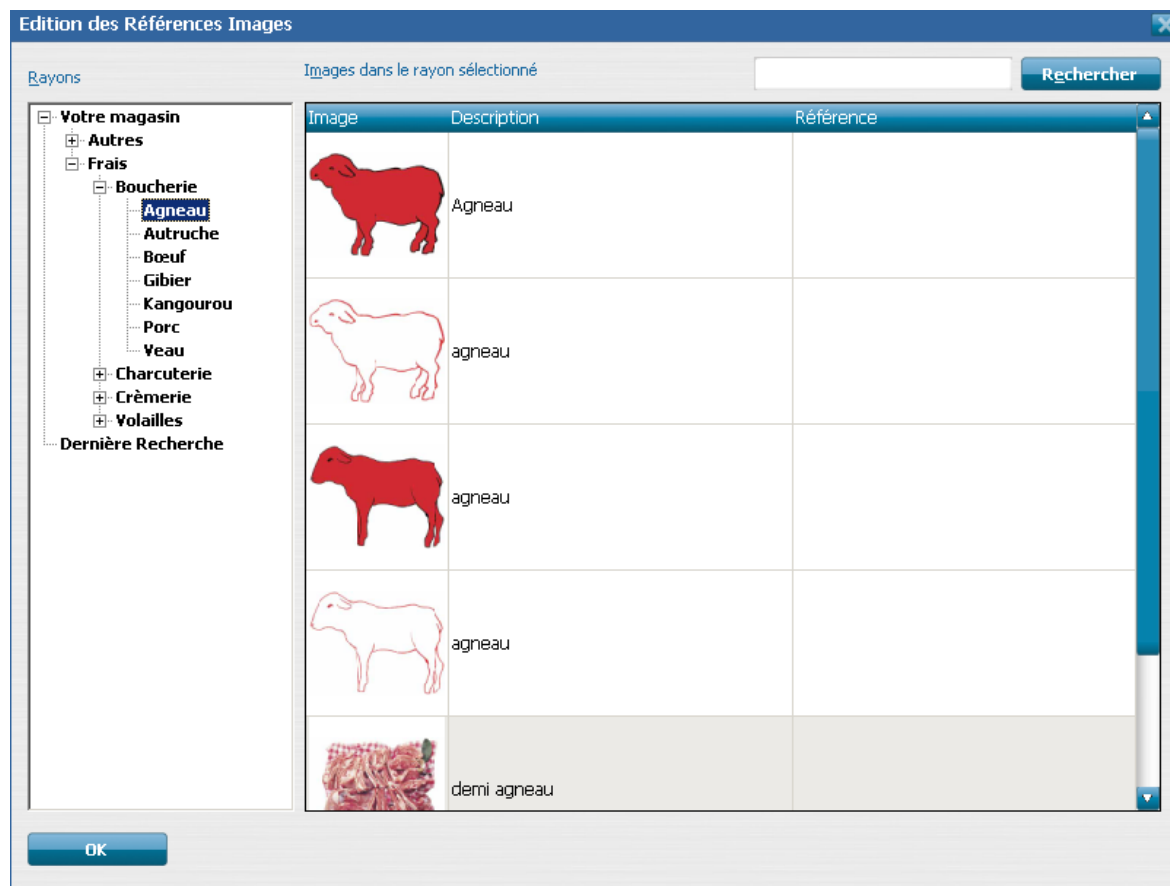 Edition des Références Images
Rayons
Images dans le rayon sélectionné
Rechercher
Votre magasin
Autres
Frais
Boucherie
Agneau
Autruche
Bœuf
Gibier
Kangourou
Porc
Veau
Charcuterie
Crèmerie
Volailles
Dernière Recherche
Image Description Référence
Agneau
agneau
agneau
agneau
demi agneau
OK